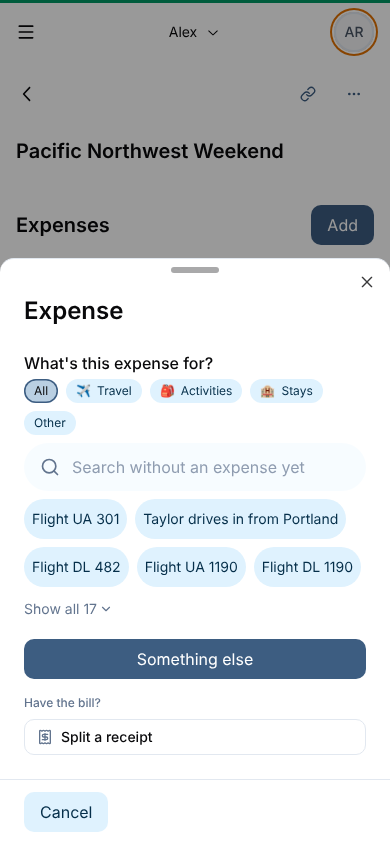 Alex
AR
Pacific Northwest Weekend
Expenses
Add
Expense
What's this expense for?
All
Travel
Activities
Stays
Other
Search without an expense yet
Flight UA 301
Taylor drives in from Portland
Flight DL 482
Flight UA 1190
Flight DL 1190
Show all 17
Something else
Have the bill?
Split a receipt
Cancel